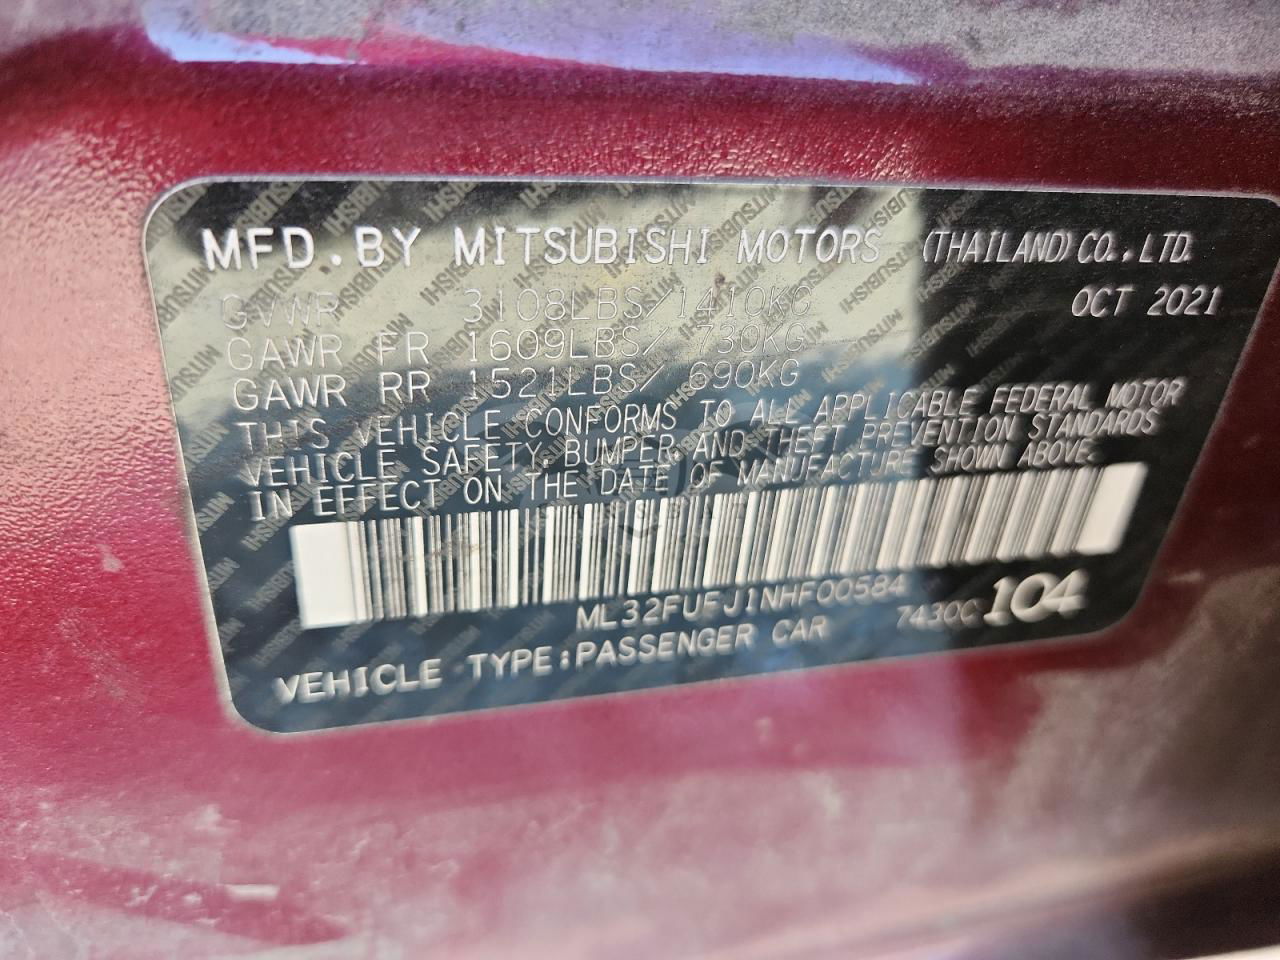 MFD.BY MITSUBISHI MOTORS (THAILAND)CO.,LTD.
OCT 2021
GVWR 3108LBS/1410KG
GAWR FR 1609LBS/ 730KG
GAWR RR 1521LBS/ 690KG
THIS VEHICLE CONFORMS TO ALL APPLICABLE FEDERAL MOTOR
VEHICLE SAFETY, BUMPER AND THEFT PREVENTION STANDARDS
IN EFFECT ON THE DATE OF MANUFACTURE SHOWN ABOVE.
ML32FUFJ1NHF00584
7430C 104
VEHICLE TYPE:PASSENGER CAR